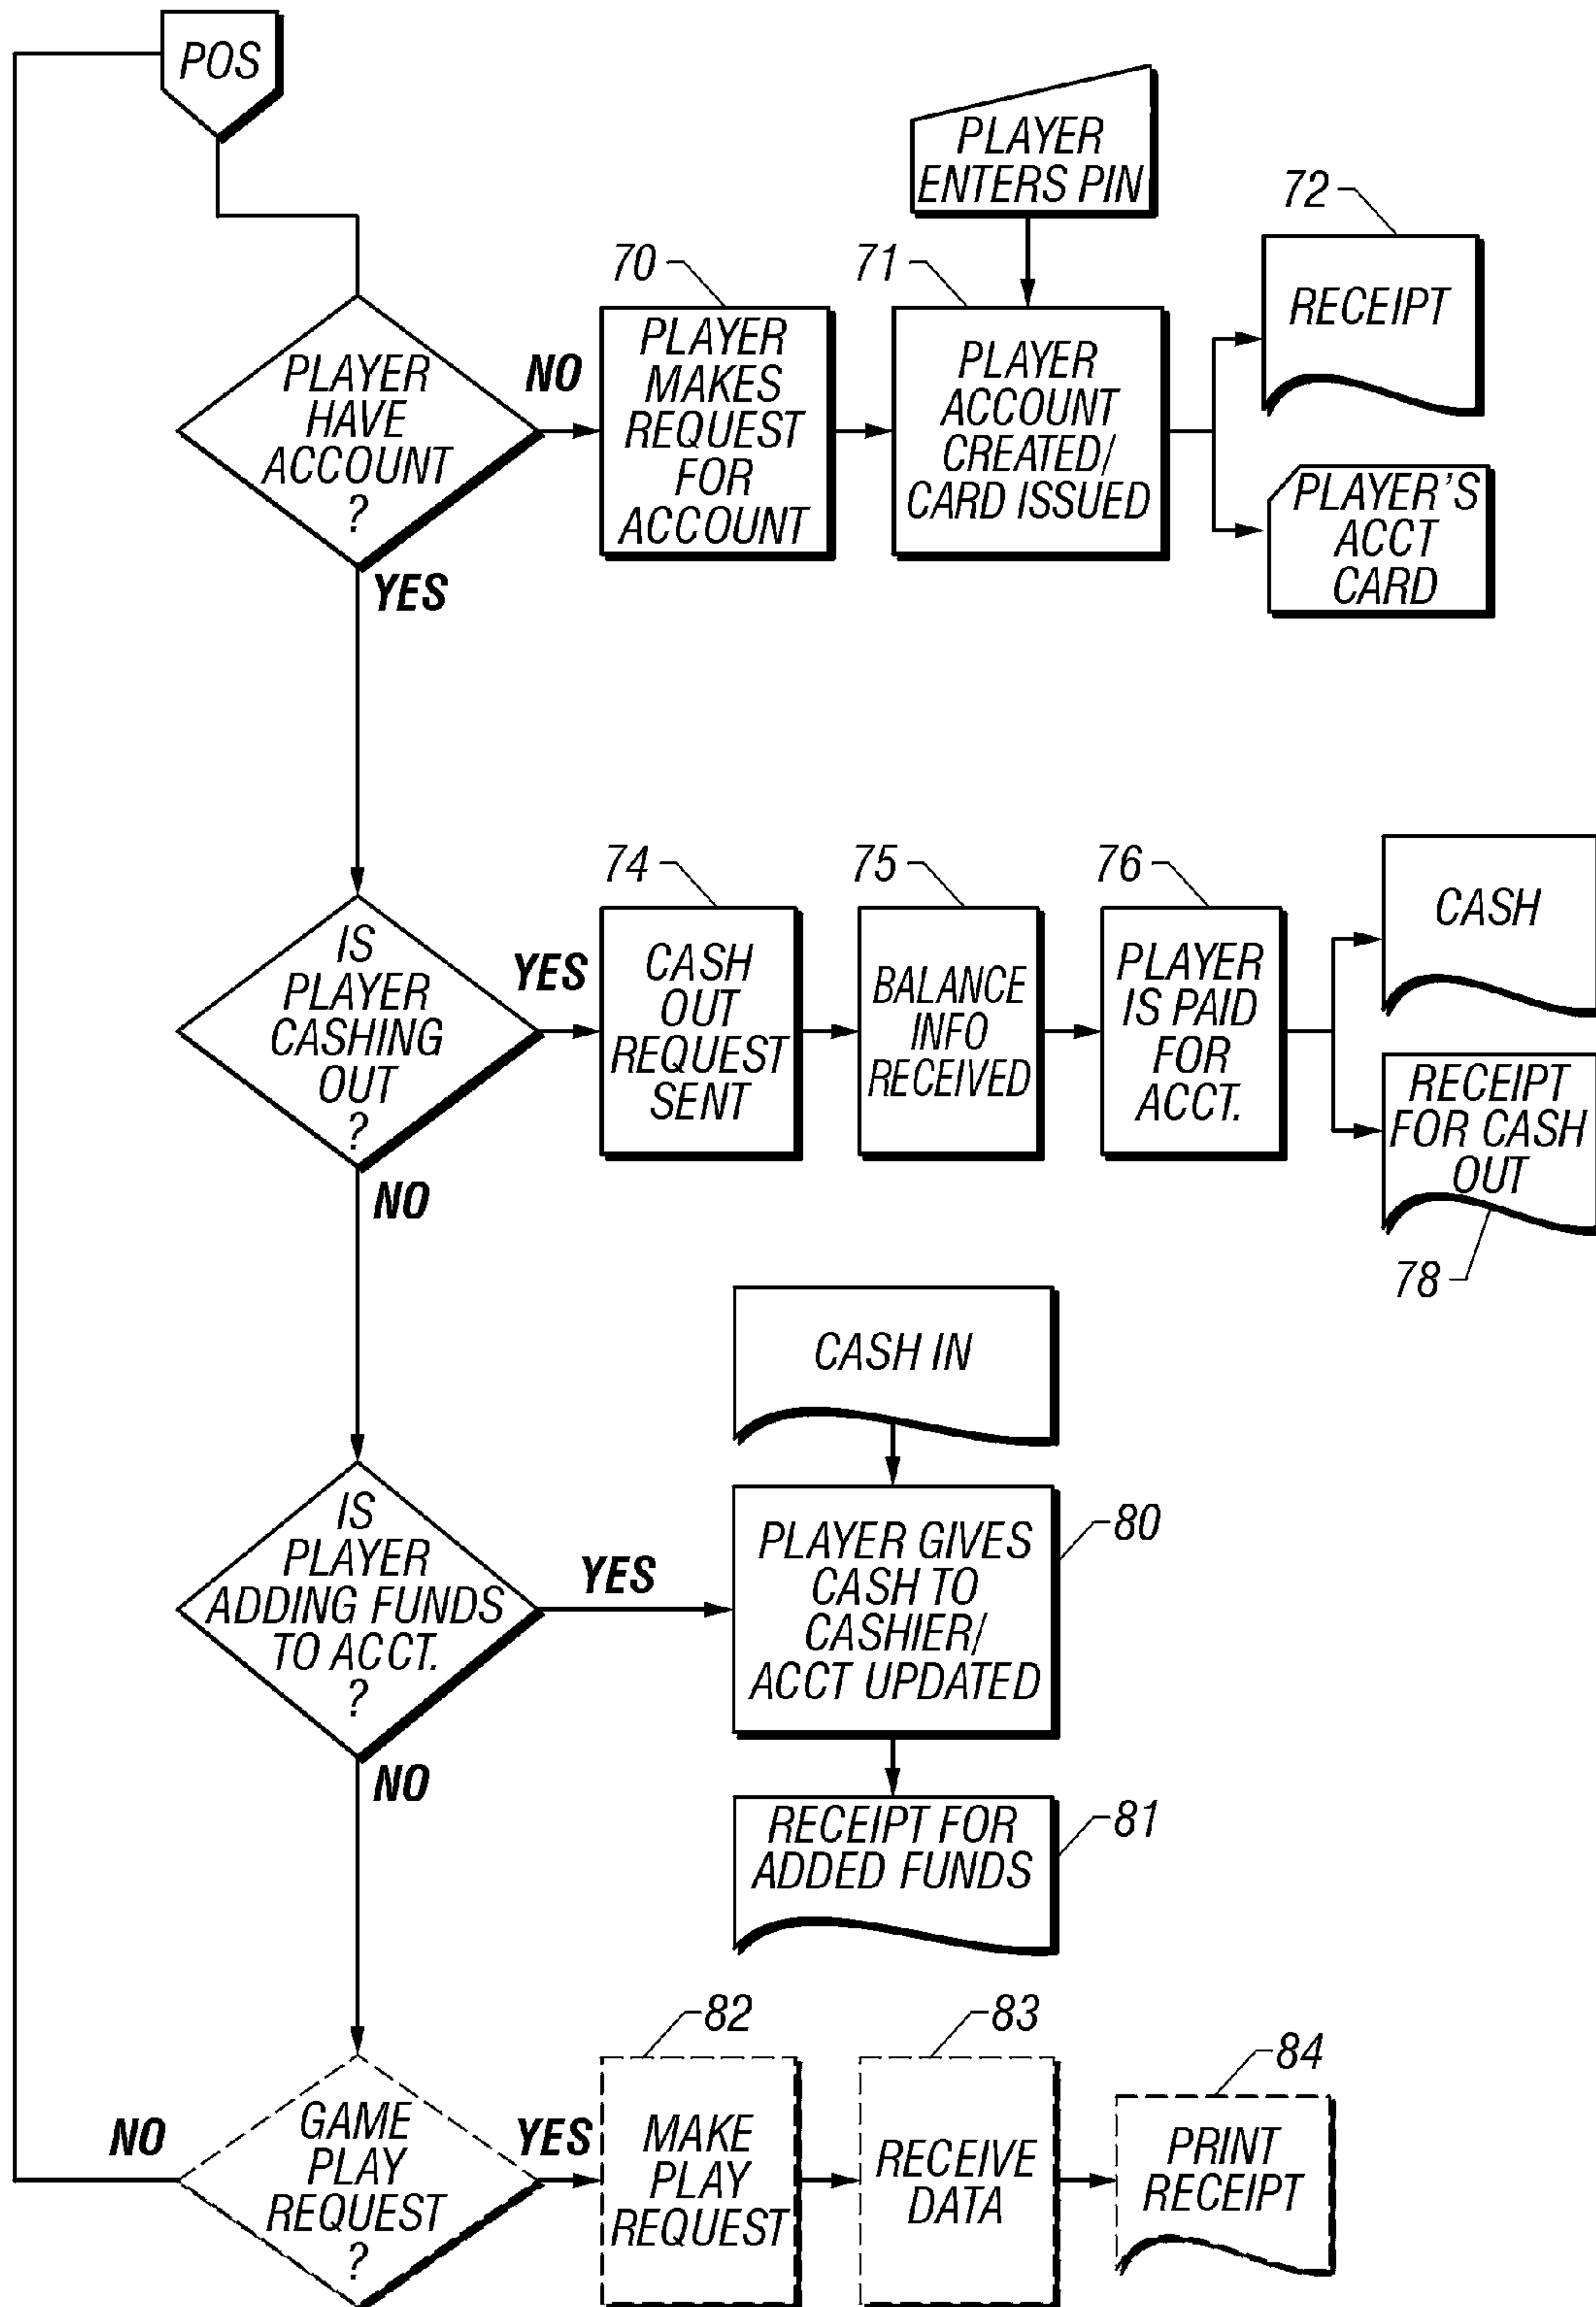 POS
PLAYER
ENTERS PIN
72
70
71
RECEIPT
PLAYER
HAVE
ACCOUNT
?
NO
PLAYER
MAKES
REQUEST
FOR
ACCOUNT
PLAYER
ACCOUNT
CREATED/
CARD ISSUED
PLAYER'S
ACCT
CARD
YES
74
75
76
CASH
IS
PLAYER
CASHING
OUT
?
YES
CASH
OUT
REQUEST
SENT
BALANCE
INFO
RECEIVED
PLAYER
IS PAID
FOR
ACCT.
RECEIPT
FOR CASH
OUT
78
NO
CASH IN
IS
PLAYER
ADDING FUNDS
TO ACCT.
?
YES
PLAYER GIVES
CASH TO
CASHIER/
ACCT UPDATED
80
NO
RECEIPT FOR
ADDED FUNDS
81
82
83
84
NO
GAME
PLAY
REQUEST
?
YES
MAKE
PLAY
REQUEST
RECEIVE
DATA
PRINT
RECEIPT